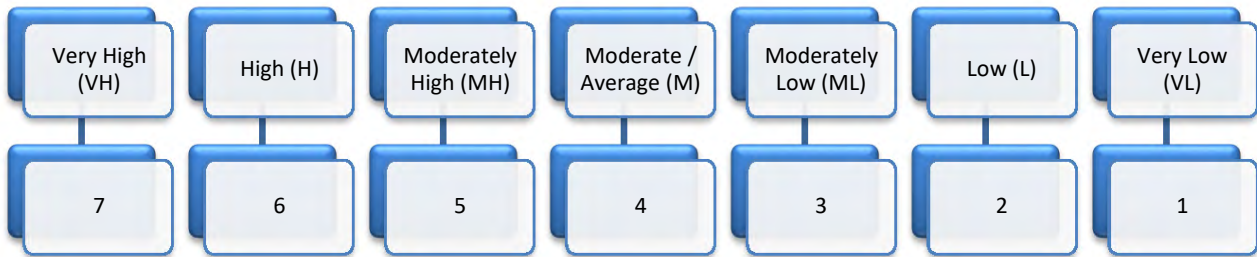 Very High
(VH)
High (H)
Moderately
High (MH)
Moderate /
Average (M)
Moderately
Low (ML)
Low (L)
Very Low
(VL)
7
6
5
4
3
2
1